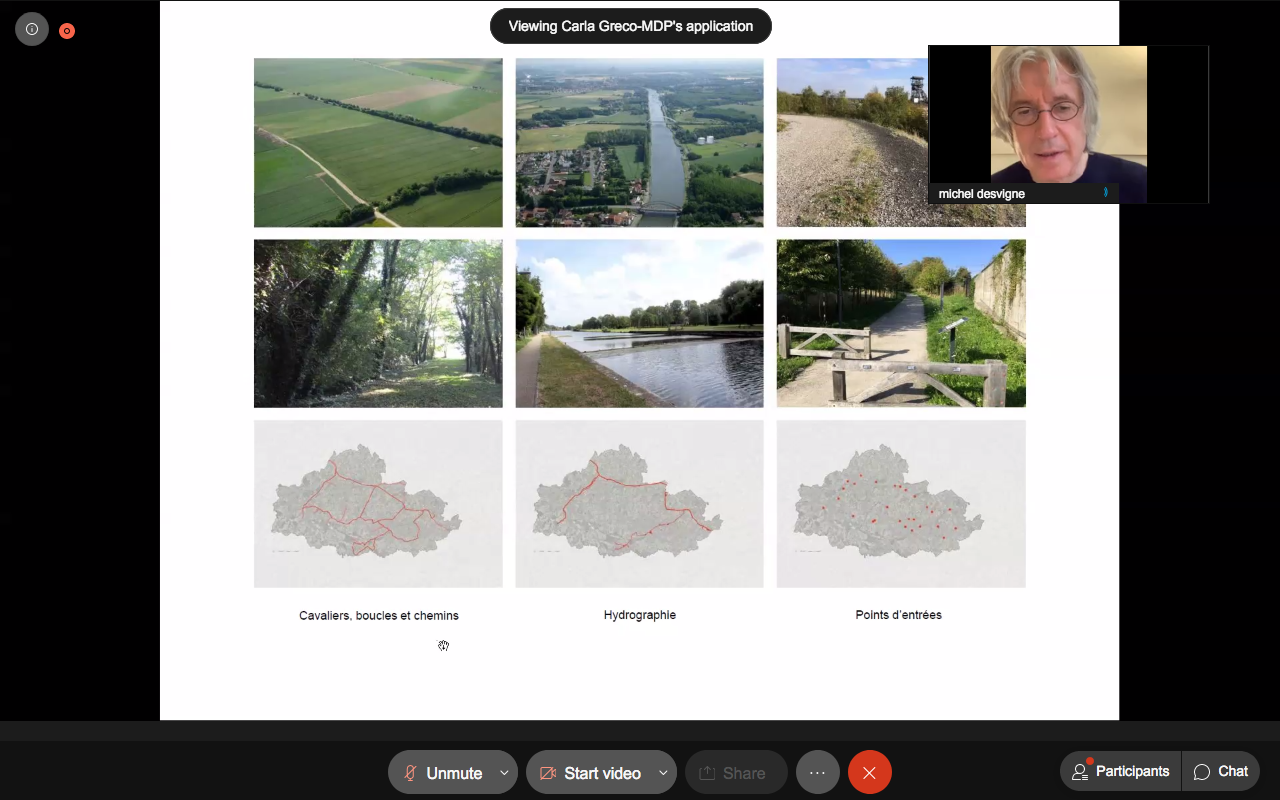 Viewing Carla Greco-MDP's application
michel desvigne
Cavaliers, boucles et chemins
Hydrographie
Points d'entrées
Unmute
Start video
Share
Participants
Chat